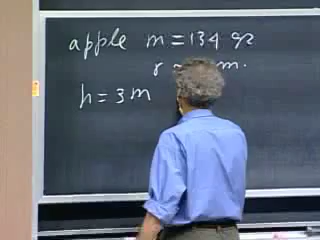 apple m = 134 gr
r m.
h = 3 m